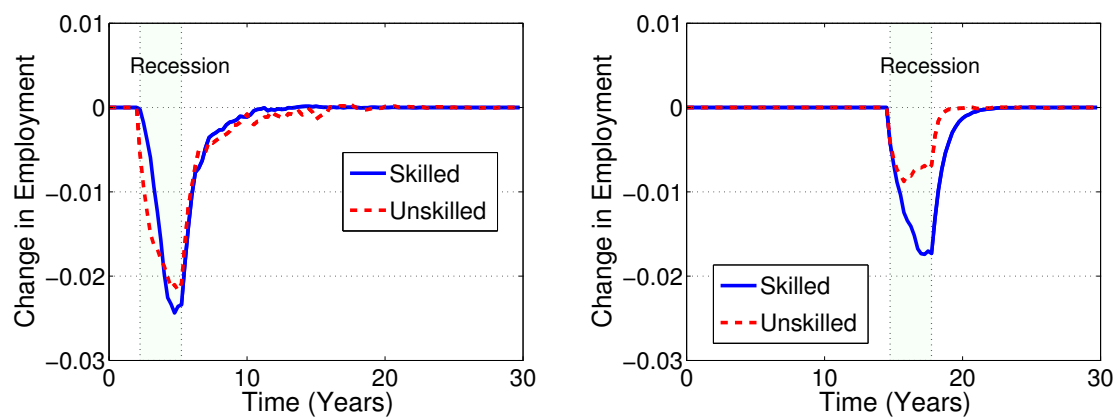 0.01
0
−0.01
−0.02
−0.03
Change in Employment
Recession
Skilled
Unskilled
0 10 20 30
Time (Years)
0.01
0
−0.01
−0.02
−0.03
Change in Employment
Recession
Skilled
Unskilled
0 10 20 30
Time (Years)